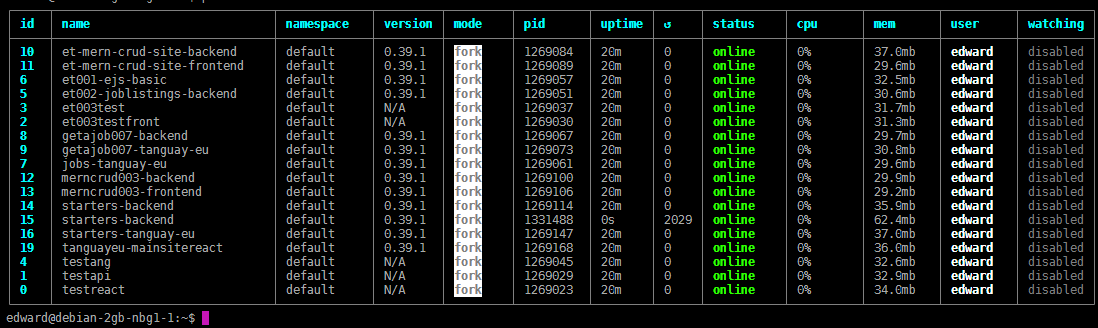 id name namespace version mode pid uptime ↺ status cpu mem user watching
10 et-mern-crud-site-backend default 0.39.1 fork 1269084 20m 0 online 0% 37.0mb edward disabled
11 et-mern-crud-site-frontend default 0.39.1 fork 1269089 20m 0 online 0% 29.6mb edward disabled
6 et001-ejs-basic default 0.39.1 fork 1269057 20m 0 online 0% 32.5mb edward disabled
5 et002-joblistings-backend default 0.39.1 fork 1269051 20m 0 online 0% 30.6mb edward disabled
3 et003test default N/A fork 1269037 20m 0 online 0% 31.7mb edward disabled
2 et003testfront default N/A fork 1269030 20m 0 online 0% 31.3mb edward disabled
8 getajob007-backend default 0.39.1 fork 1269067 20m 0 online 0% 29.7mb edward disabled
9 getajob007-tanguay-eu default 0.39.1 fork 1269073 20m 0 online 0% 30.8mb edward disabled
7 jobs-tanguay-eu default 0.39.1 fork 1269061 20m 0 online 0% 29.6mb edward disabled
12 merncrud003-backend default 0.39.1 fork 1269100 20m 0 online 0% 29.9mb edward disabled
13 merncrud003-frontend default 0.39.1 fork 1269106 20m 0 online 0% 29.2mb edward disabled
14 starters-backend default 0.39.1 fork 1269114 20m 0 online 0% 35.9mb edward disabled
15 starters-backend default 0.39.1 fork 1331488 0s 2029 online 0% 62.4mb edward disabled
16 starters-tanguay-eu default 0.39.1 fork 1269147 20m 0 online 0% 37.0mb edward disabled
19 tanguayeu-mainsitereact default 0.39.1 fork 1269168 20m 0 online 0% 36.0mb edward disabled
4 testang default N/A fork 1269045 20m 0 online 0% 32.6mb edward disabled
1 testapi default N/A fork 1269029 20m 0 online 0% 32.9mb edward disabled
0 testreact default N/A fork 1269023 20m 0 online 0% 34.0mb edward disabled
edward@debian-2gb-nbg1-1:~$